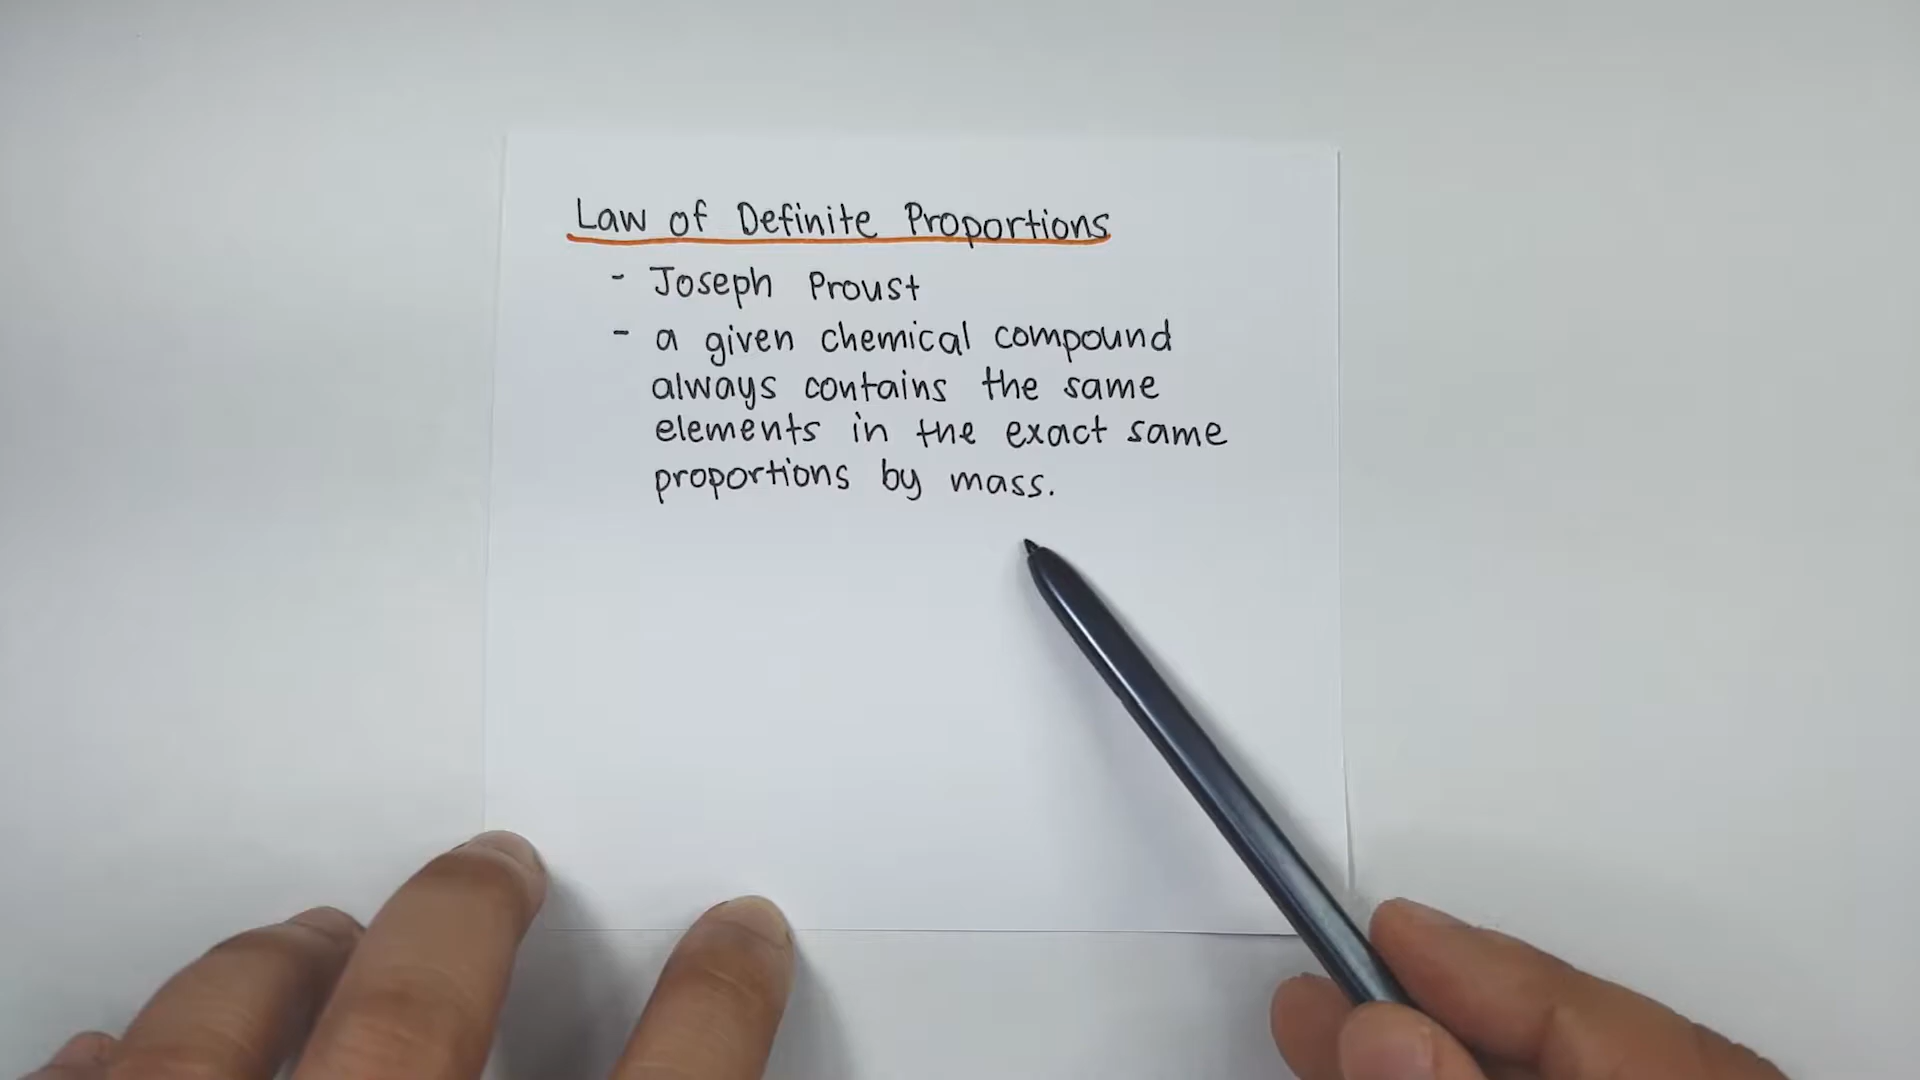 Law of Definite Proportions
- Joseph Proust
- a given chemical compound
always contains the same
elements in the exact same
proportions by mass.